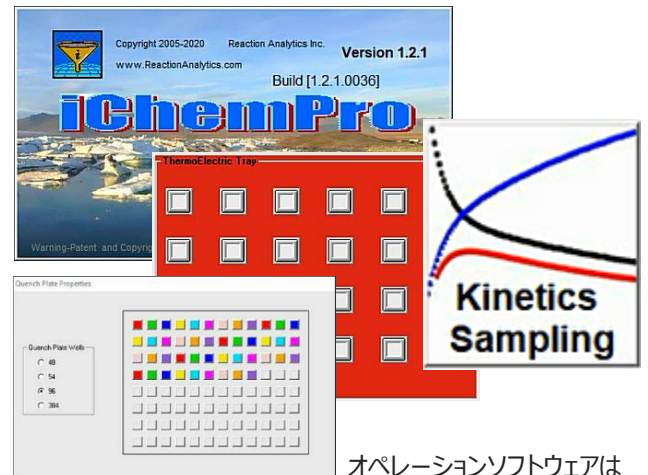 Copyright 2005-2020 Reaction Analytics Inc.
www.ReactionAnalytics.com
Version 1.2.1
Build [1.2.1.0036]
iChemPro
Warning-Patent and Copyrig
ThermoElectric Tray
Kinetics
Sampling
Quench Plate Properties
Quench Plate Wells
48
54
96
384
オペレーションソフトウェアは